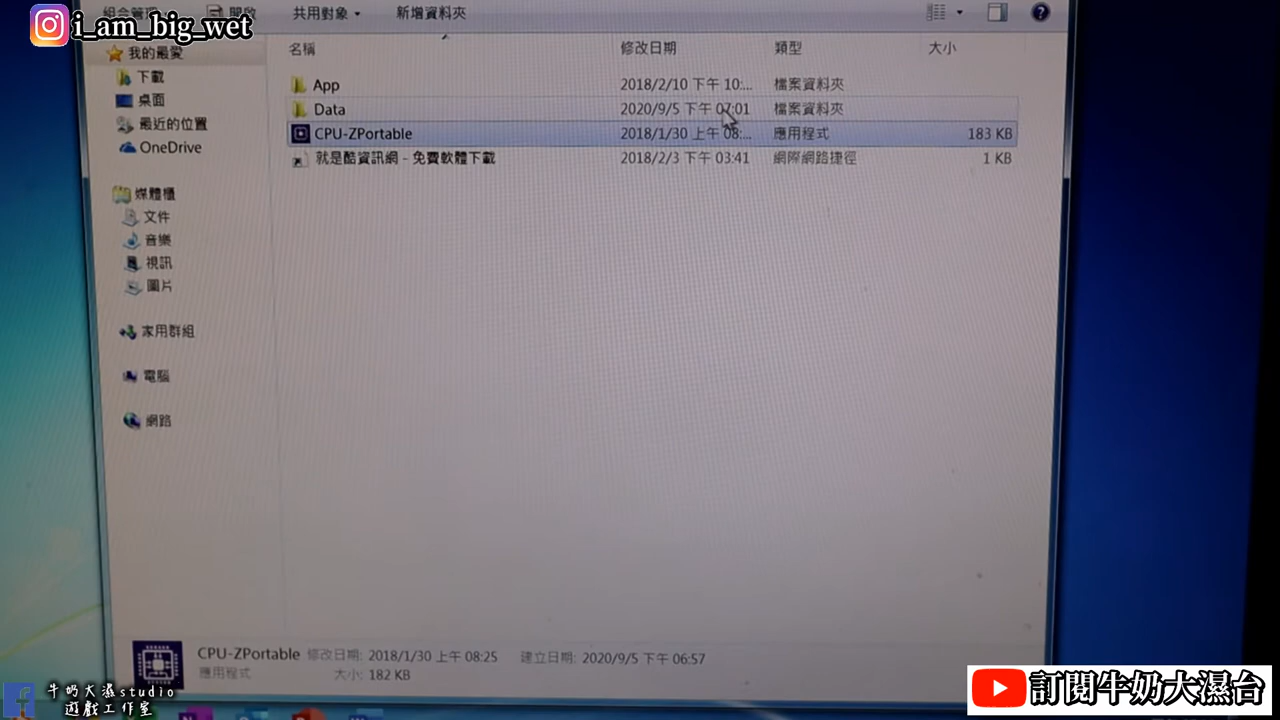 i_am_big_wet
組合管理
開啟
共用對象
新增資料夾
我的最愛
下載
桌面
最近的位置
OneDrive
媒體櫃
文件
音樂
視訊
圖片
家用群組
電腦
網路
名稱 修改日期 類型 大小
App 2018/2/10 下午 10:... 檔案資料夾
Data 2020/9/5 下午 07:01 檔案資料夾
CPU-ZPortable 2018/1/30 上午 08:... 應用程式 183 KB
就是酷資訊網 - 免費軟體下載 2018/2/3 下午 03:41 網際網路捷徑 1 KB
CPU-ZPortable 修改日期: 2018/1/30 上午 08:25 建立日期: 2020/9/5 下午 06:57
應用程式 大小: 182 KB
牛奶大濕studio
遊戲工作室
訂閱牛奶大濕台